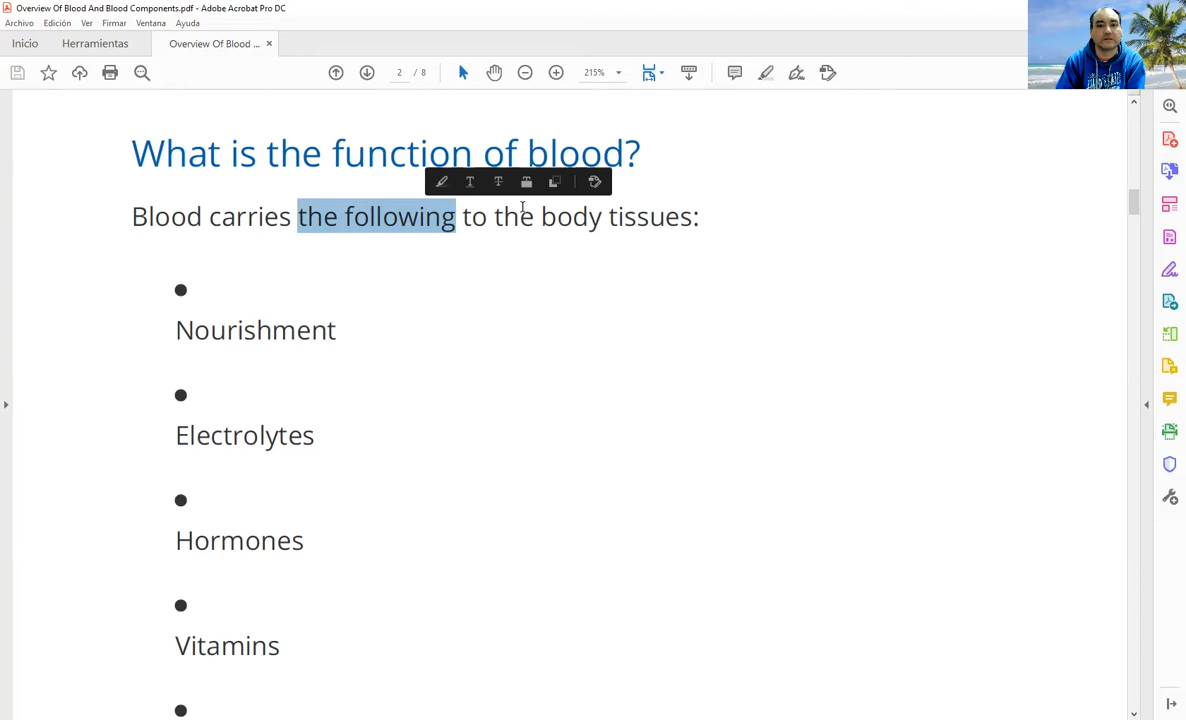 Overview Of Blood And Blood Components.pdf - Adobe Acrobat Pro DC
Archivo Edición Ver Firmar Ventana Ayuda
Inicio Herramientas Overview Of Blood ... ×
2 / 8 215%
What is the function of blood?
Blood carries the following to the body tissues:
● 
Nourishment
● 
Electrolytes
● 
Hormones
● 
Vitamins
●